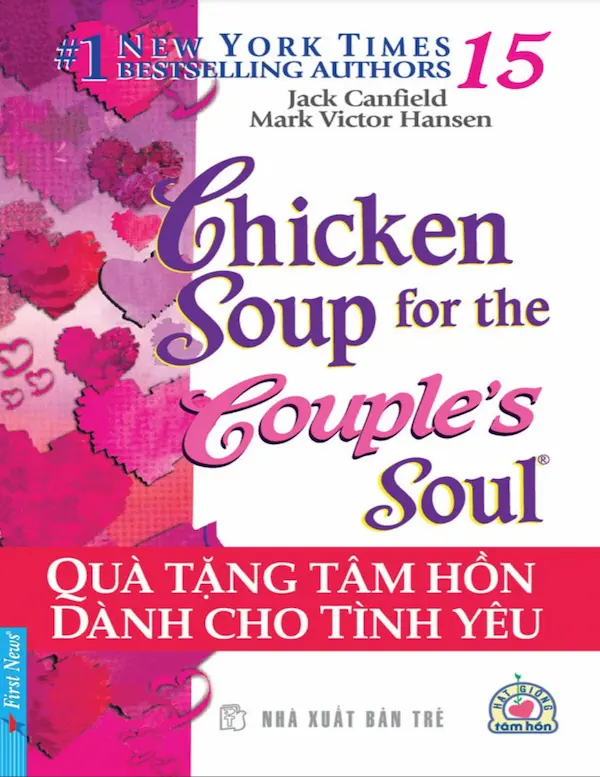 #1 NEW YORK TIMES
BESTSELLING AUTHORS 15
Jack Canfield
Mark Victor Hansen
Chicken
Soup for the
Couple's
Soul®
QUÀ TẶNG TÂM HỒN
DÀNH CHO TÌNH YÊU
First News®
NHÀ XUẤT BẢN TRẺ
HẠT GIỐNG
tâm hồn